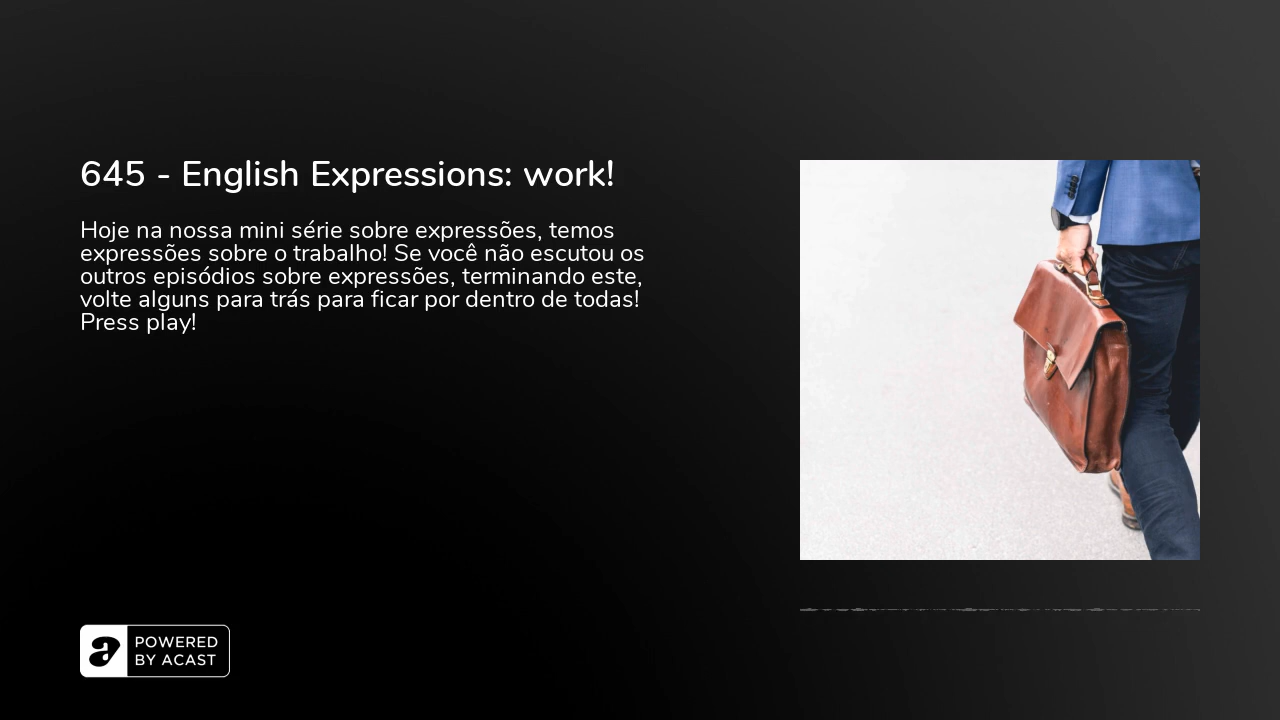 645 - English Expressions: work!
Hoje na nossa mini série sobre expressões, temos
expressões sobre o trabalho! Se você não escutou os
outros episódios sobre expressões, terminando este,
volte alguns para trás para ficar por dentro de todas!
Press play!
POWERED
BY ACAST